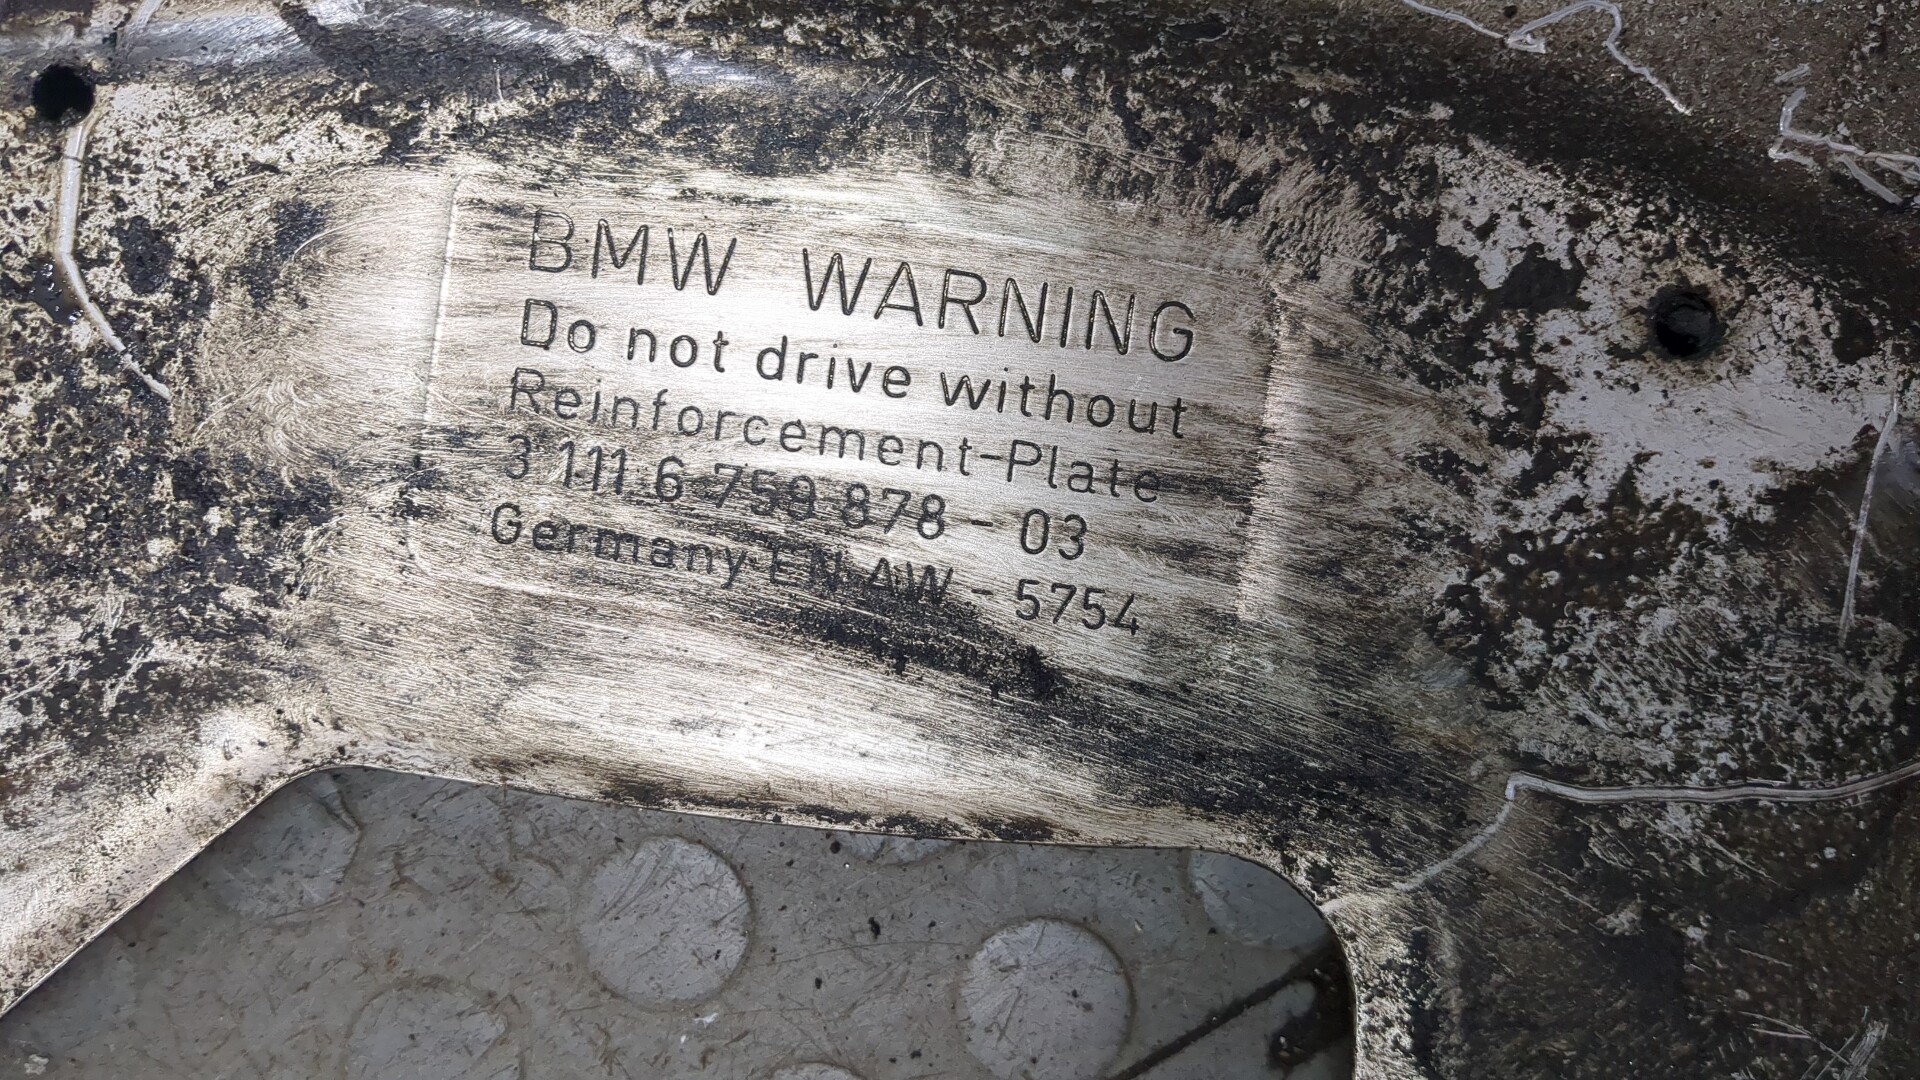 BMW WARNING
Do not drive without
Reinforcement-Plate
3 111 6 759 878 - 03
Germany EN AW - 5754